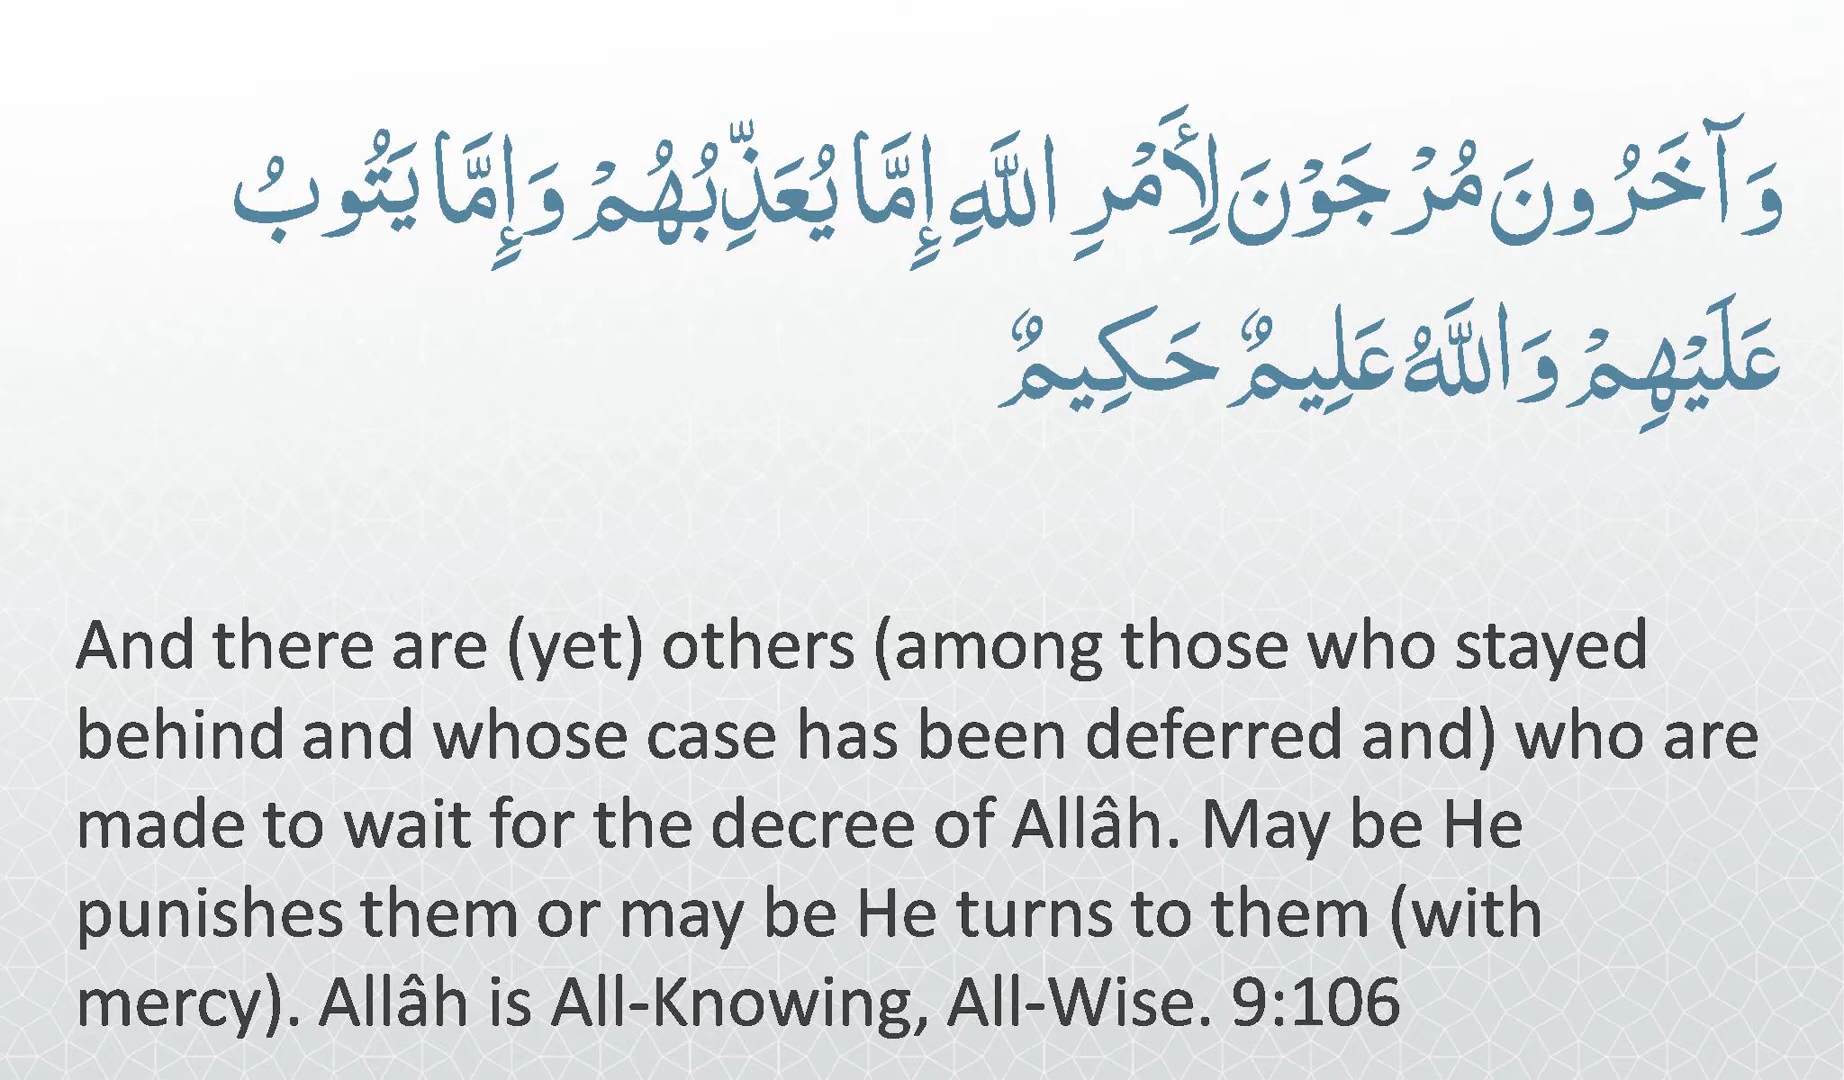 وَآخَرُونَ مُرْجَوْنَ لِأَمْرِ اللَّهِ إِمَّا يُعَذِّبُهُمْ وَإِمَّا يَتُوبُ
عَلَيْهِمْ وَاللَّهُ عَلِيمٌ حَكِيمٌ
And there are (yet) others (among those who stayed
behind and whose case has been deferred and) who are
made to wait for the decree of Allâh. May be He
punishes them or may be He turns to them (with
mercy). Allâh is All-Knowing, All-Wise. 9:106